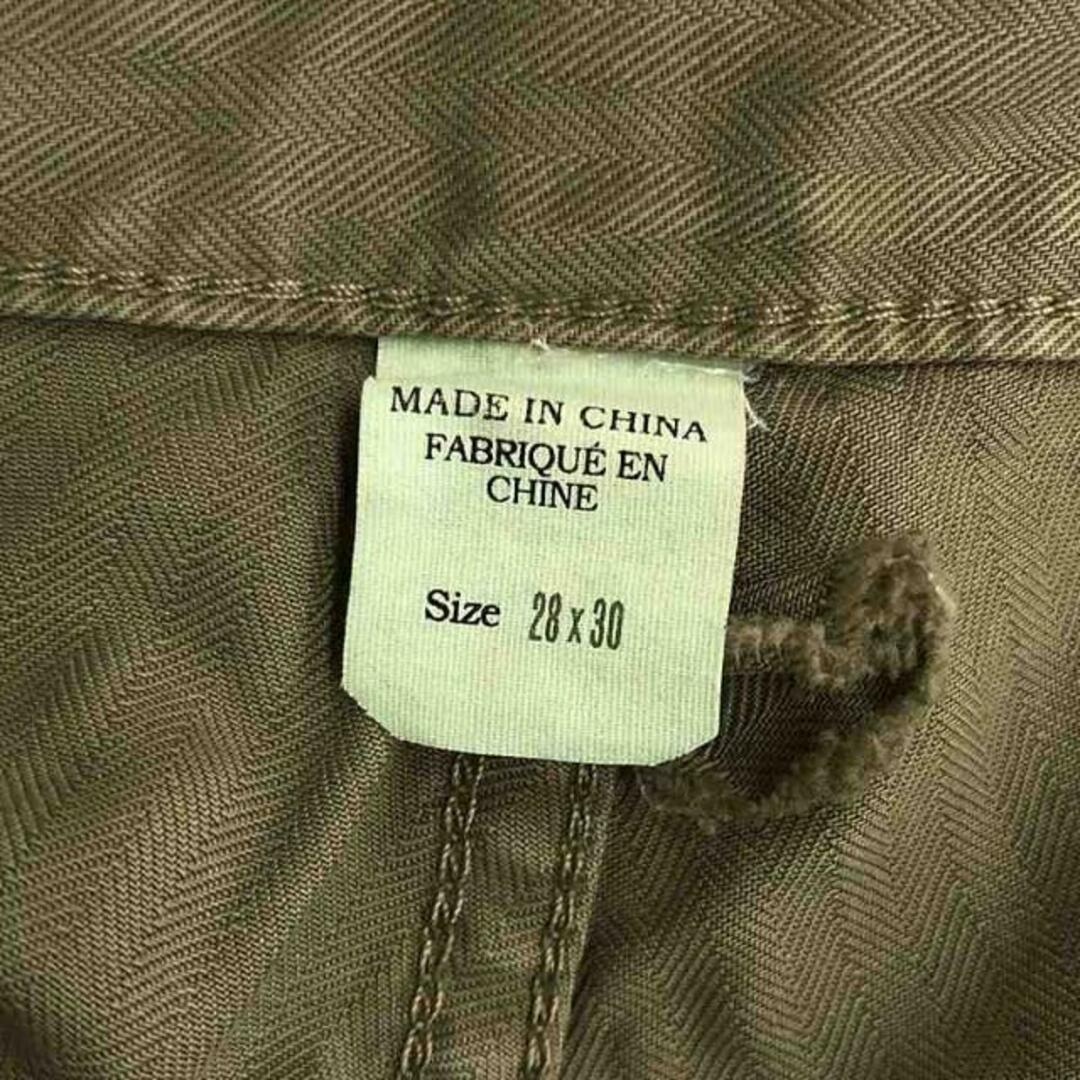 MADE IN CHINA
FABRIQUÉ EN
CHINE
Size 28 x 30